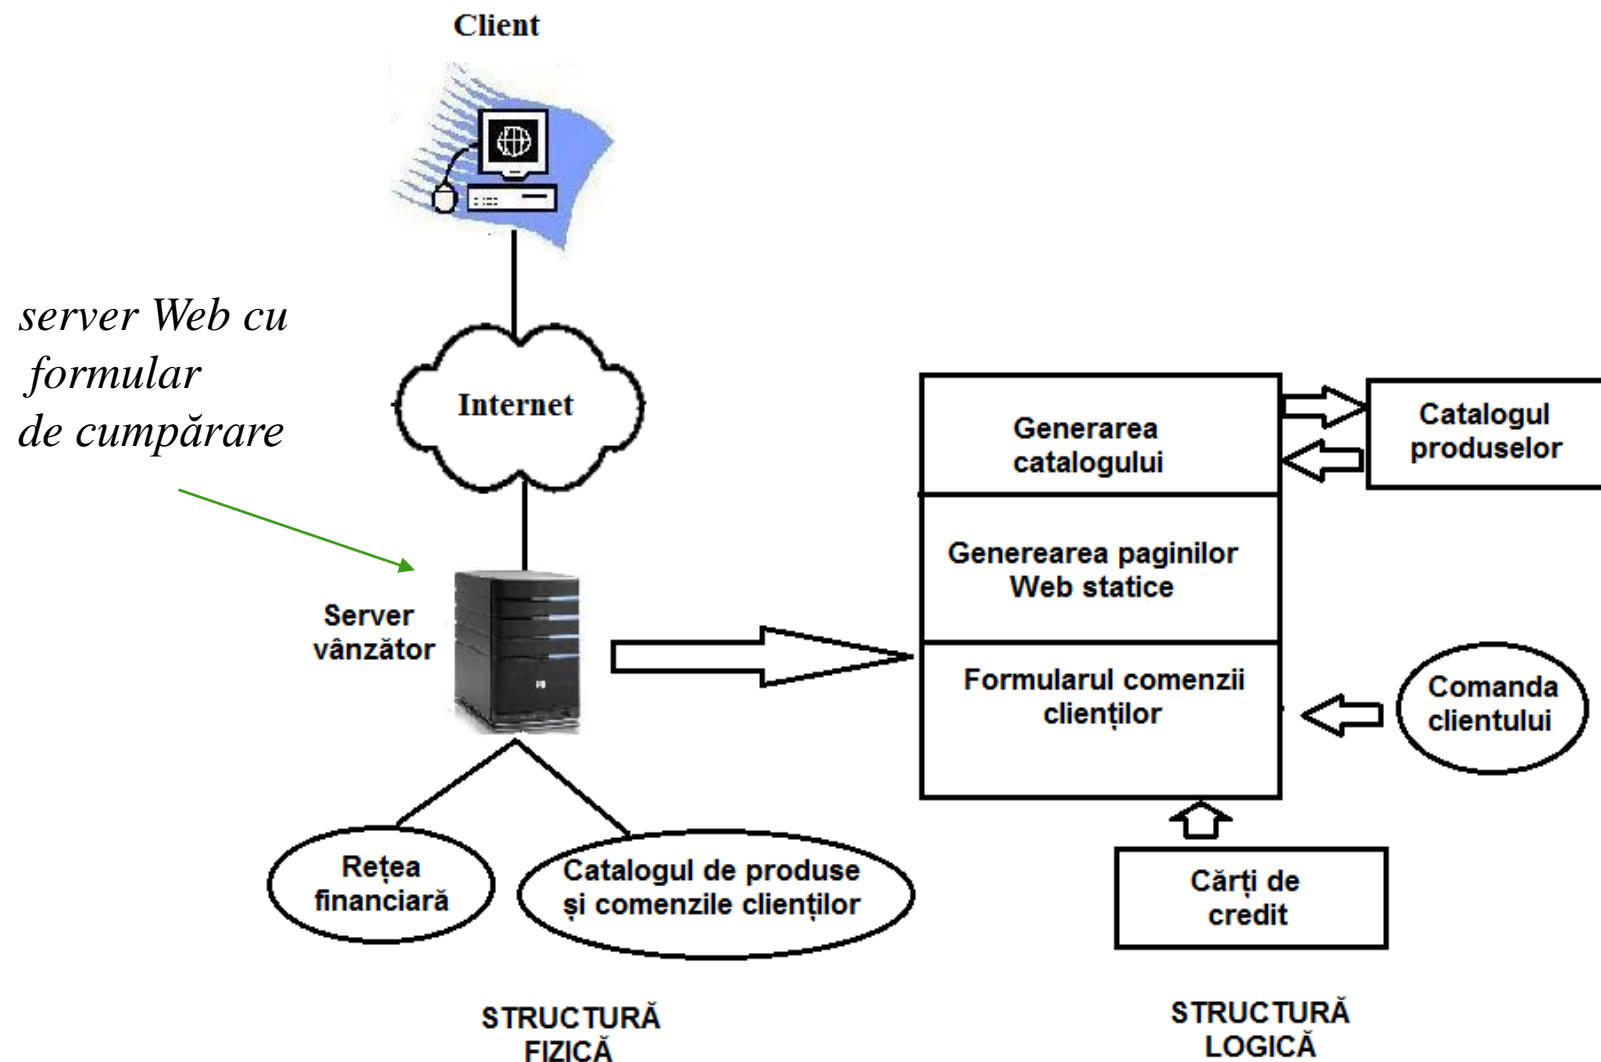 Client
server Web cu
formular
de cumpărare
Internet
Server
vânzător
Rețea
financiară
Catalogul de produse
și comenzile clienților
STRUCTURĂ
FIZICĂ
Generarea
catalogului
Catalogul
produselor
Generearea paginilor
Web statice
Formularul comenzii
clienților
Comanda
clientului
Cărți de
credit
STRUCTURĂ
LOGICĂ